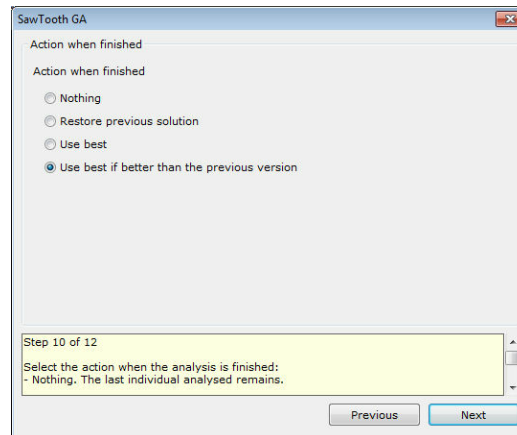 SawTooth GA
Action when finished
Action when finished
Nothing
Restore previous solution
Use best
Use best if better than the previous version
Step 10 of 12
Select the action when the analysis is finished:
- Nothing. The last individual analysed remains.
Previous
Next